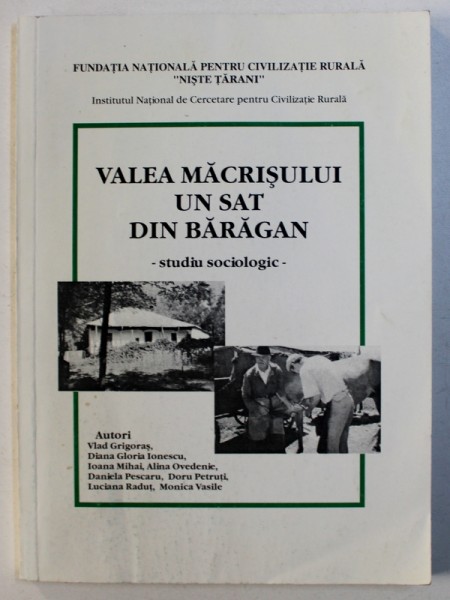 FUNDAȚIA NAȚIONALĂ PENTRU CIVILIZAȚIE RURALĂ
"NIȘTE ȚĂRANI"
Institutul Național de Cercetare pentru Civilizație Rurală
VALEA MĂCRIŞULUI
UN SAT
DIN BĂRĂGAN
- studiu sociologic -
Autori
Vlad Grigoraș,
Diana Gloria Ionescu,
Ioana Mihai, Alina Ovedenie,
Daniela Pescaru, Doru Petruți,
Luciana Raduț, Monica Vasile